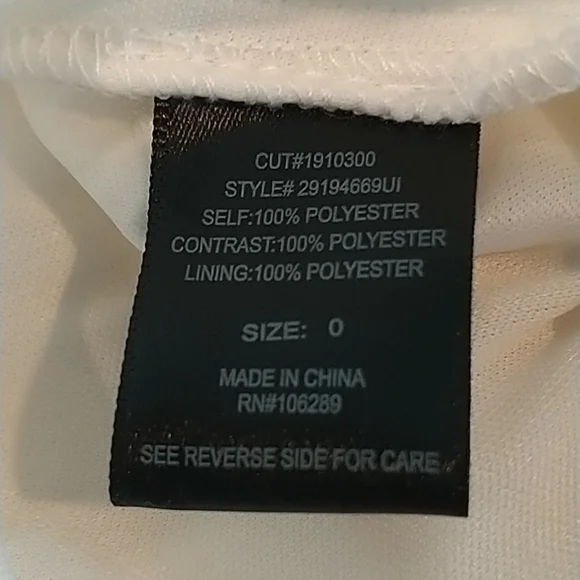 CUT#1910300
STYLE# 29194669UI
SELF:100% POLYESTER
CONTRAST:100% POLYESTER
LINING:100% POLYESTER
SIZE: 0
MADE IN CHINA
RN#106289
SEE REVERSE SIDE FOR CARE